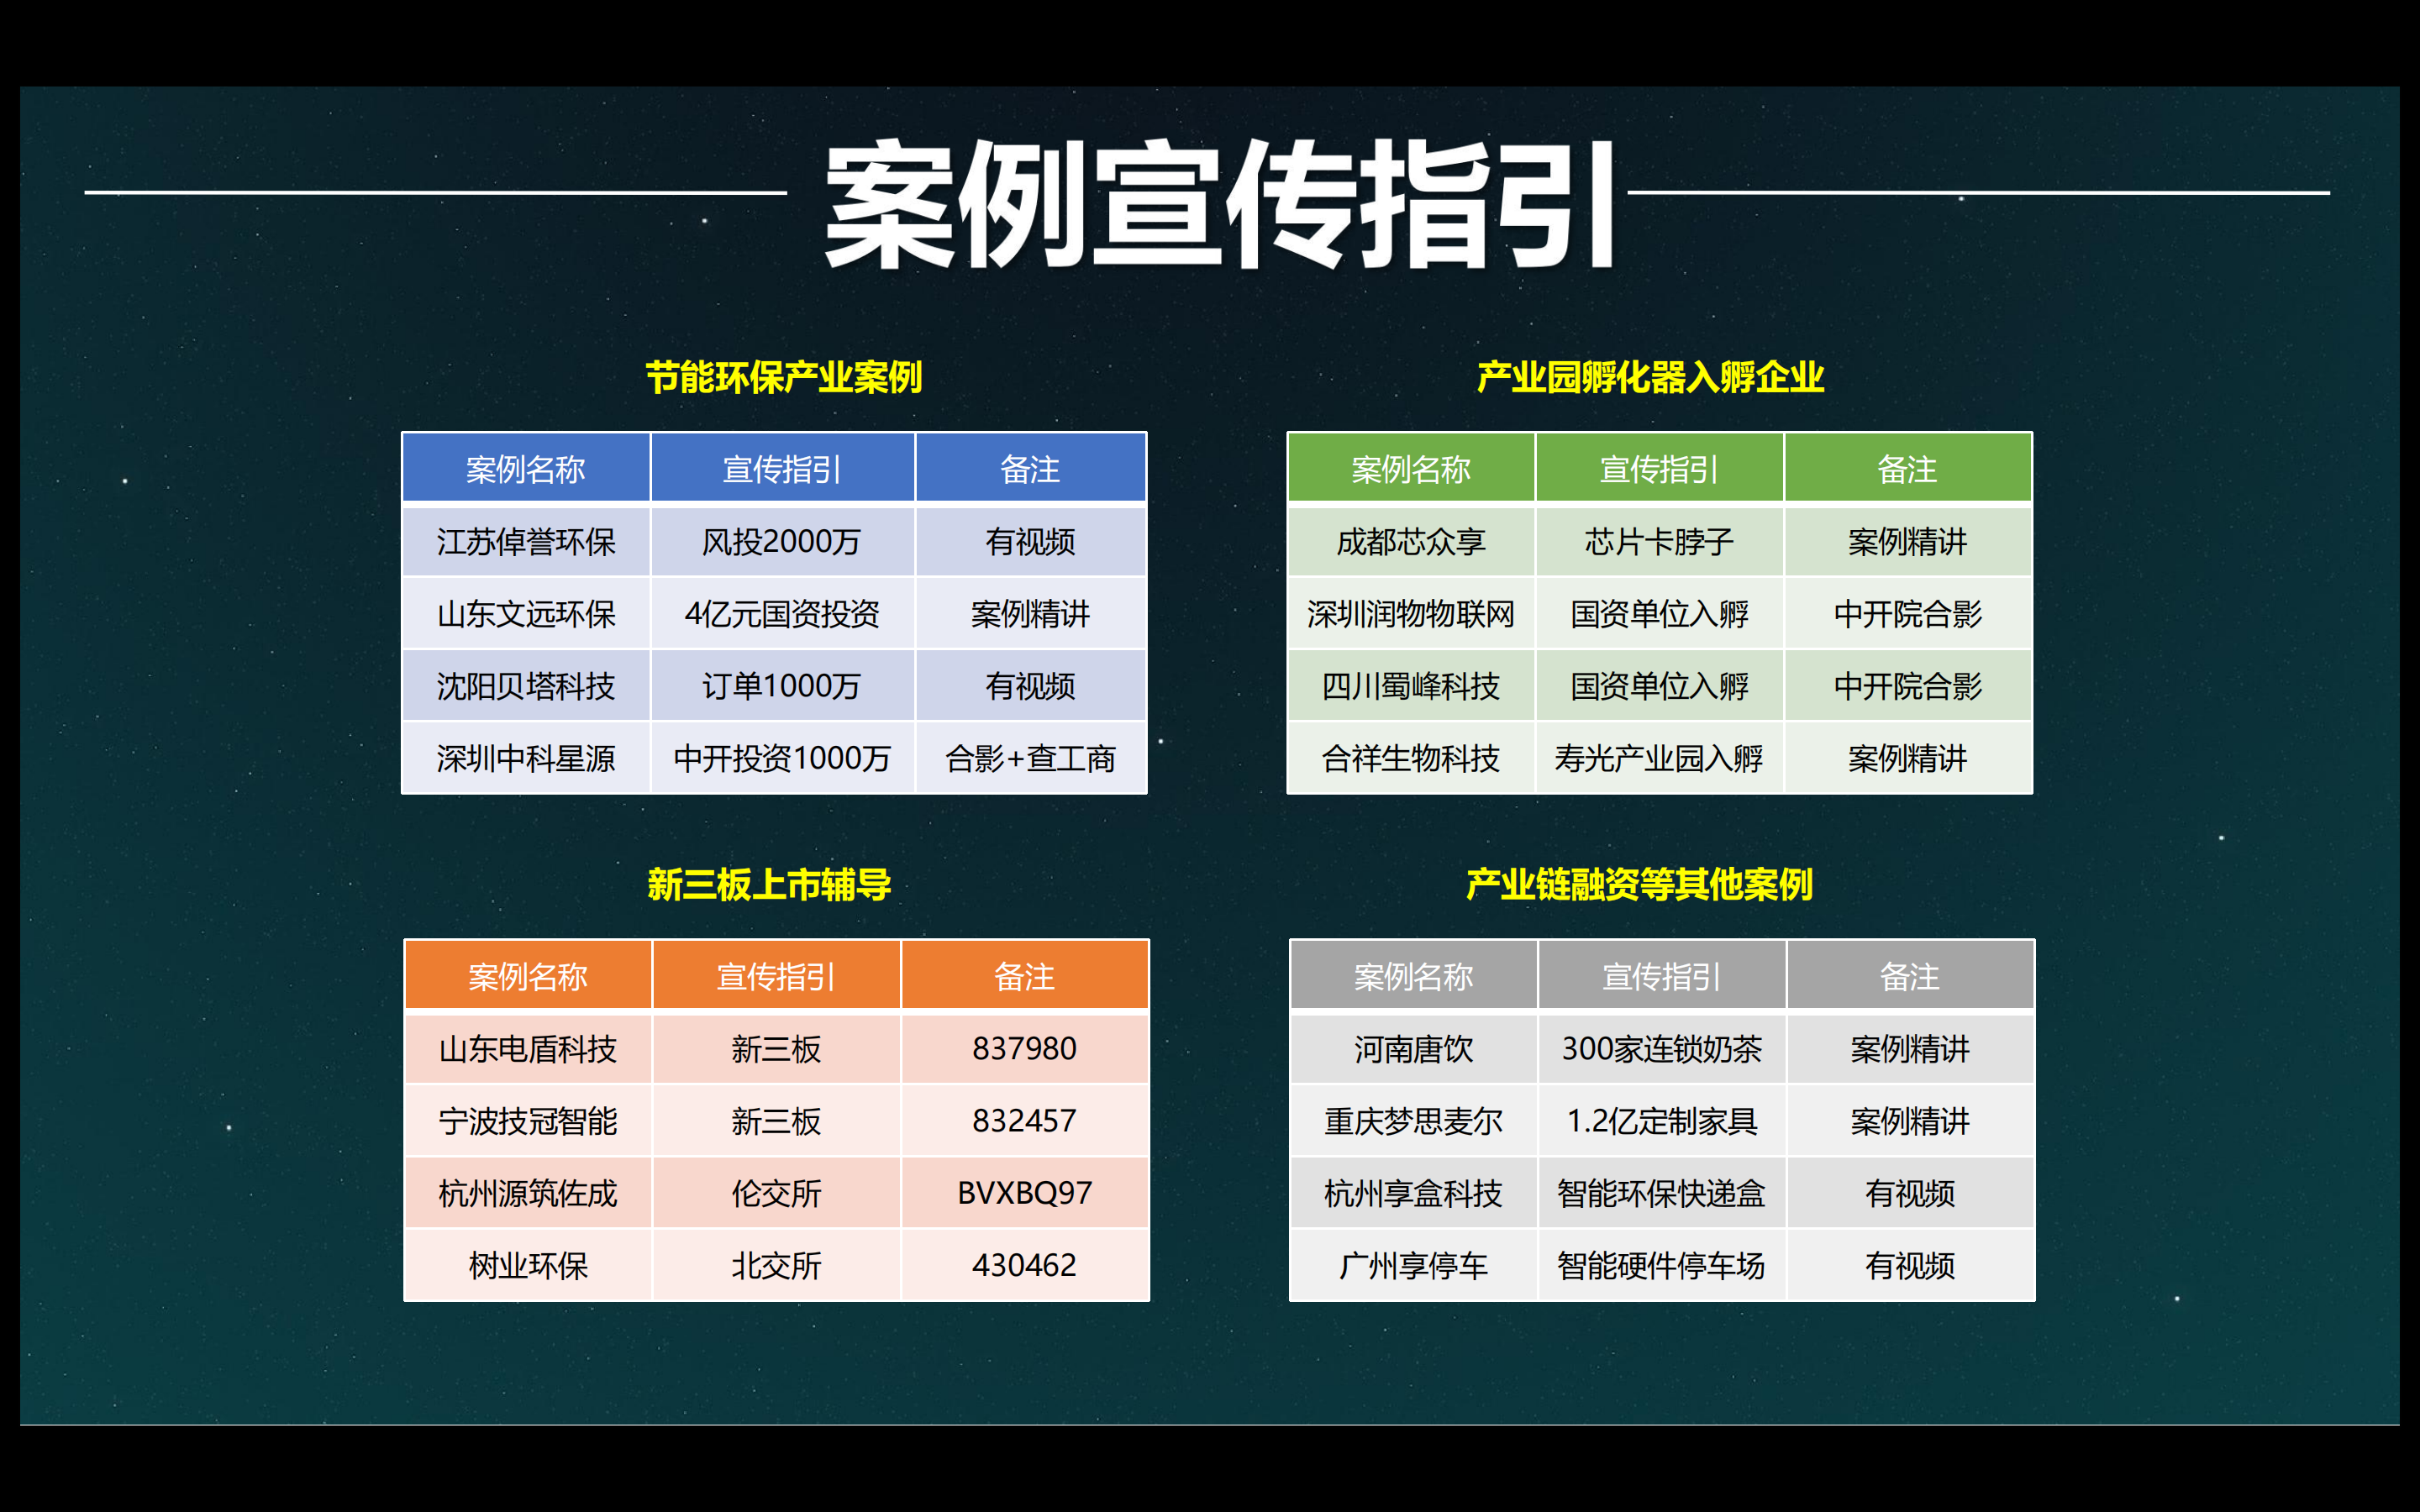 案例宣传指引
节能环保产业案例
案例名称 宣传指引 备注
江苏倬誉环保 风投2000万 有视频
山东文远环保 4亿元国资投资 案例精讲
沈阳贝塔科技 订单1000万 有视频
深圳中科星源 中开投资1000万 合影+查工商
产业园孵化器入孵企业
案例名称 宣传指引 备注
成都芯众享 芯片卡脖子 案例精讲
深圳润物物联网 国资单位入孵 中开院合影
四川蜀峰科技 国资单位入孵 中开院合影
合祥生物科技 寿光产业园入孵 案例精讲
新三板上市辅导
案例名称 宣传指引 备注
山东电盾科技 新三板 837980
宁波技冠智能 新三板 832457
杭州源筑佐成 伦交所 BVXBQ97
树业环保 北交所 430462
产业链融资等其他案例
案例名称 宣传指引 备注
河南唐饮 300家连锁奶茶 案例精讲
重庆梦思麦尔 1.2亿定制家具 案例精讲
杭州享盒科技 智能环保快递盒 有视频
广州享停车 智能硬件停车场 有视频